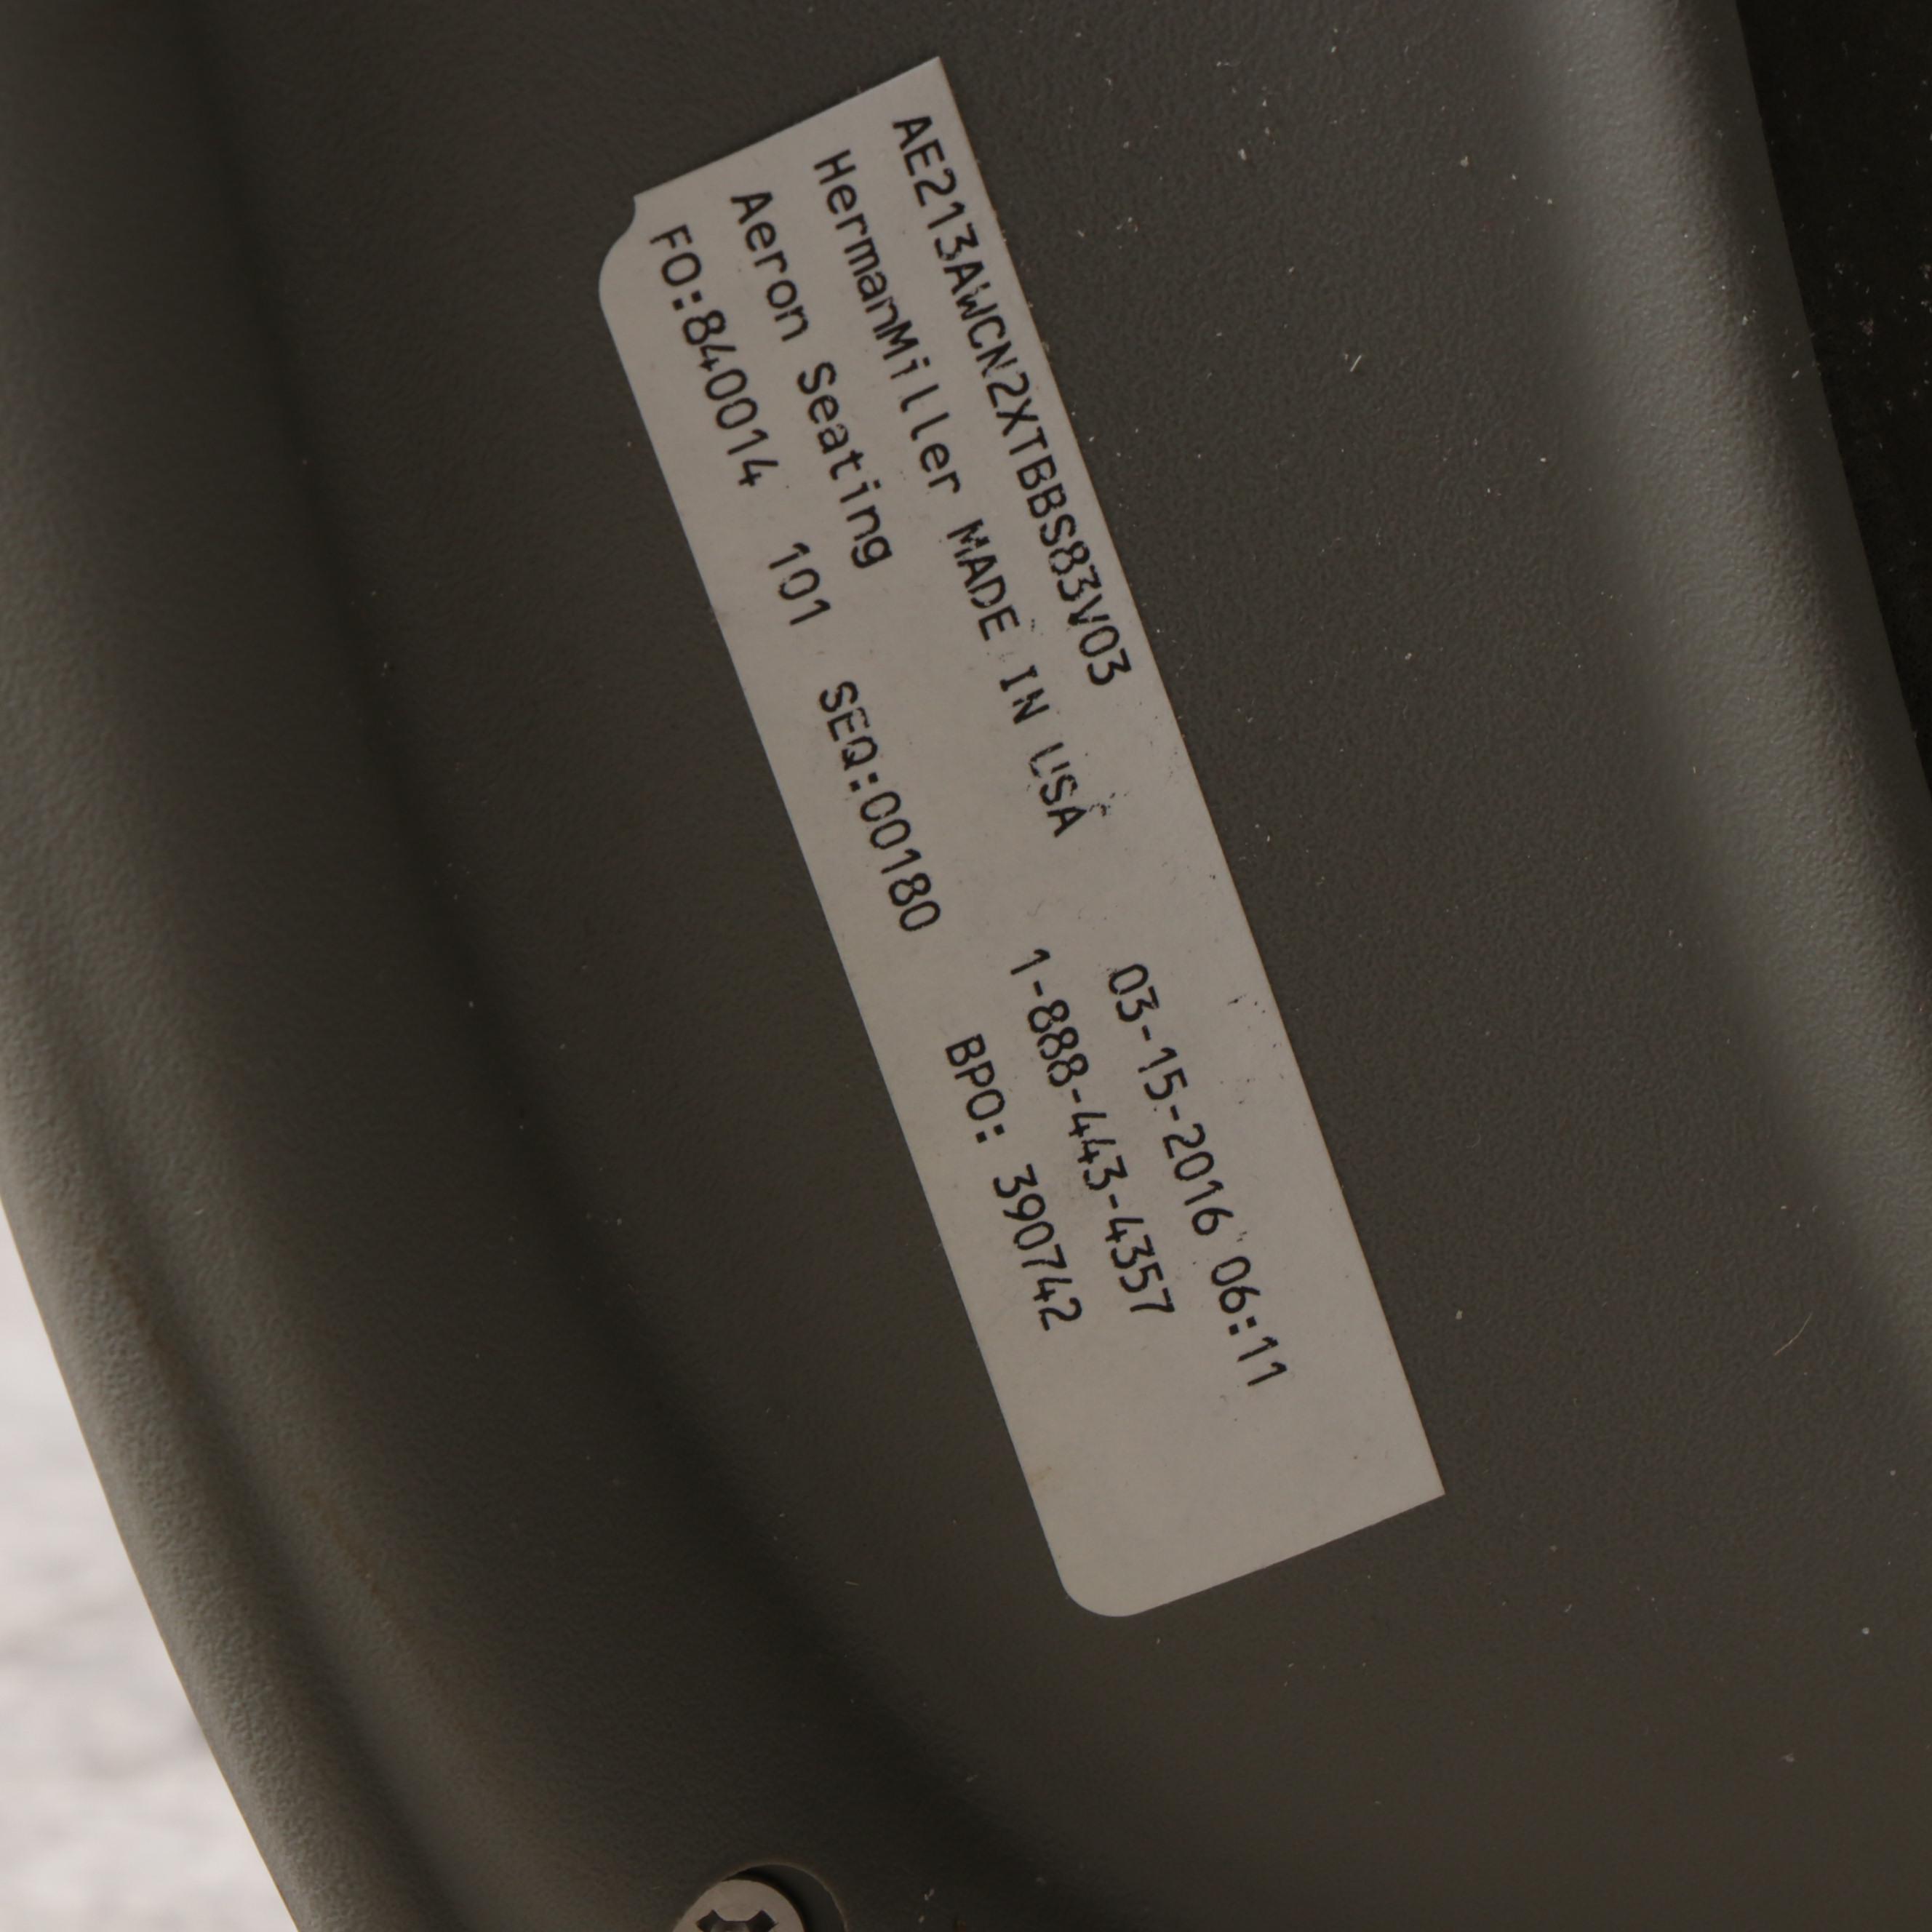 AE213AWCN2XTBBS83V03
HermanMiller MADE IN USA 03-15-2016 06:11
Aeron Seating 1-888-443-4357
FO:840014 101 SEQ:00180 BPO: 390742